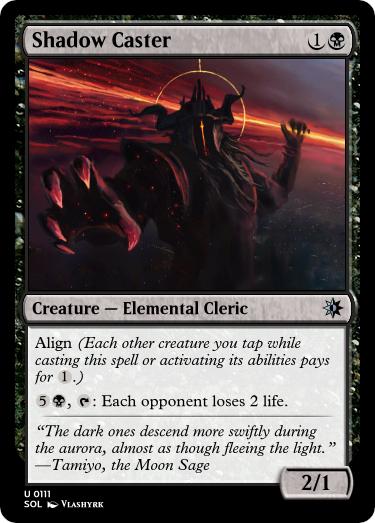 Shadow Caster 1
Creature — Elemental Cleric
Align (Each other creature you tap while
casting this spell or activating its abilities pays
for 1.)
5, : Each opponent loses 2 life.
“The dark ones descend more swiftly during
the aurora, almost as though fleeing the light.”
—Tamiyo, the Moon Sage
2/1
U 0111
SOL Vlashyrk